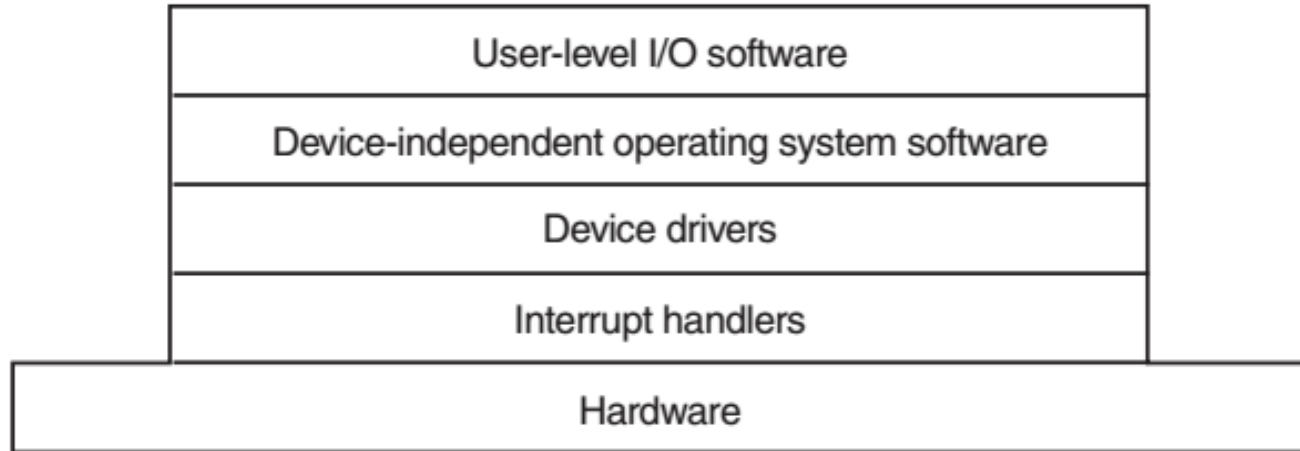 User-level I/O software
Device-independent operating system software
Device drivers
Interrupt handlers
Hardware